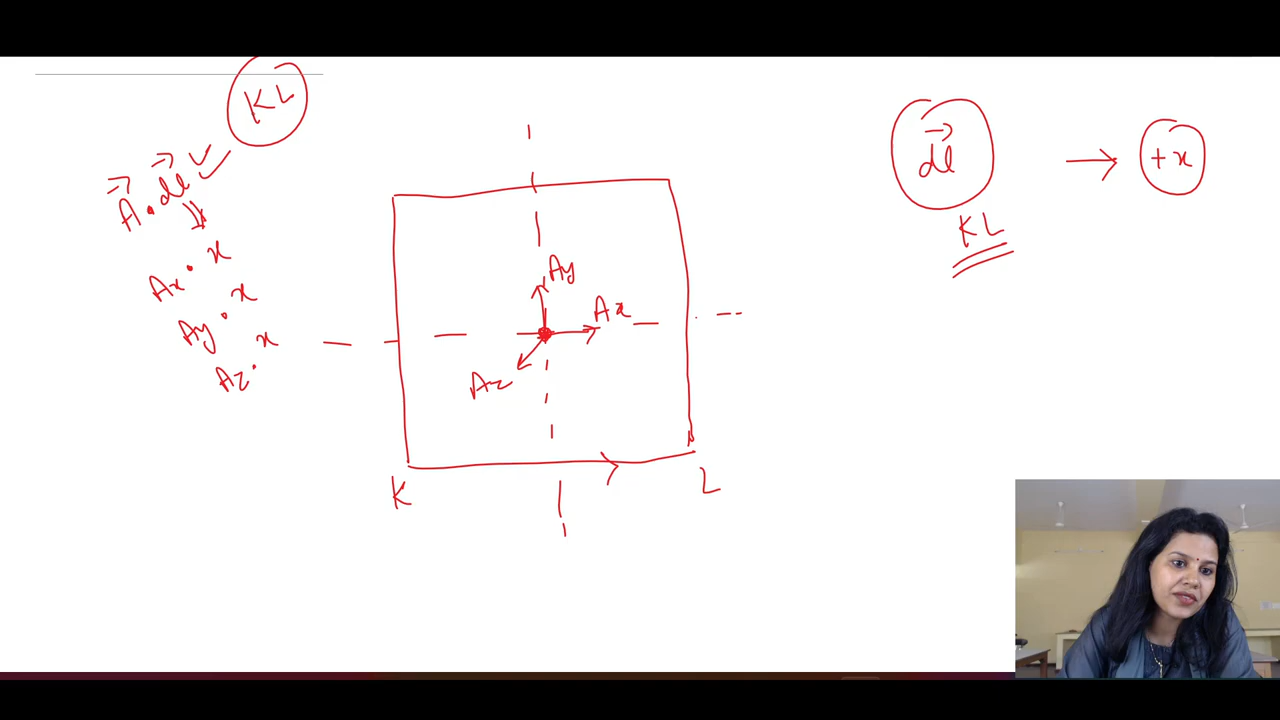 KL
A⃗ · dl⃗ ✓
Ax · x
Ay · x
Az · x
Ay
Ax
Az
K
L
dl⃗ → +x
KL